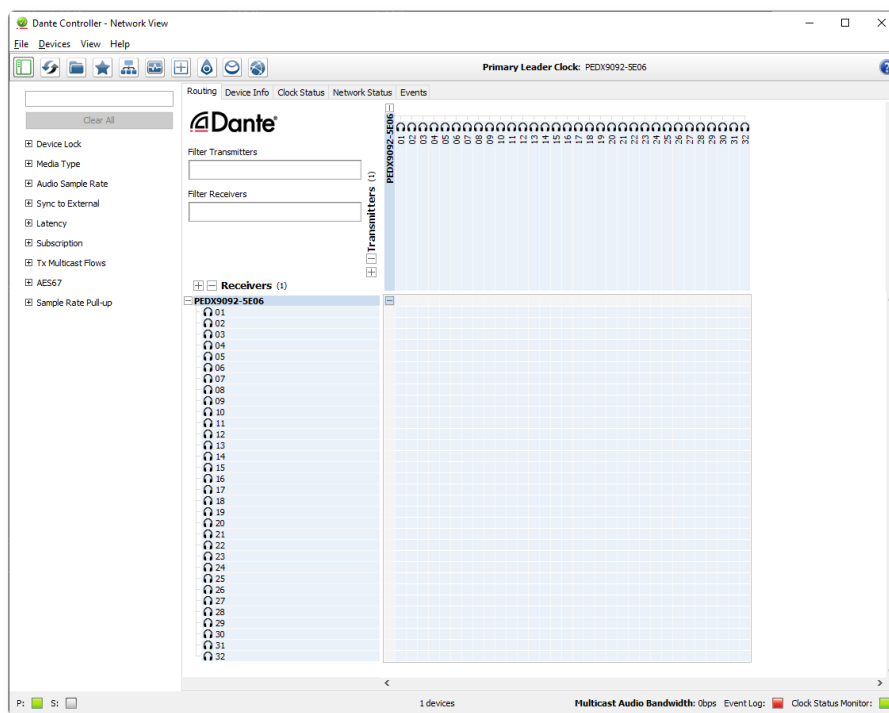 Dante Controller - Network View
File Devices View Help
Primary Leader Clock: PEDX9092-5E06
?
Routing Device Info Clock Status Network Status Events
Clear All
Device Lock
Media Type
Audio Sample Rate
Sync to External
Latency
Subscription
Tx Multicast Flows
AES67
Sample Rate Pull-up
Dante®
Filter Transmitters
Filter Receivers
Transmitters (1)
PEDX9092-5E06
01 02 03 04 05 06 07 08 09 10 11 12 13 14 15 16 17 18 19 20 21 22 23 24 25 26 27 28 29 30 31 32
Receivers (1)
PEDX9092-5E06
01
02
03
04
05
06
07
08
09
10
11
12
13
14
15
16
17
18
19
20
21
22
23
24
25
26
27
28
29
30
31
32
P: S: 1 devices Multicast Audio Bandwidth: 0bps Event Log: Clock Status Monitor: